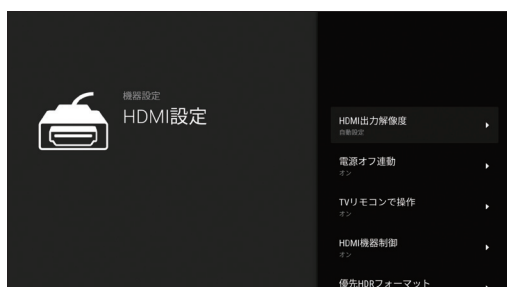 機器設定
HDMI設定
HDMI出力解像度
自動設定
電源オフ連動
オン
TVリモコンで操作
オン
HDMI機器制御
オン
優先HDRフォーマット